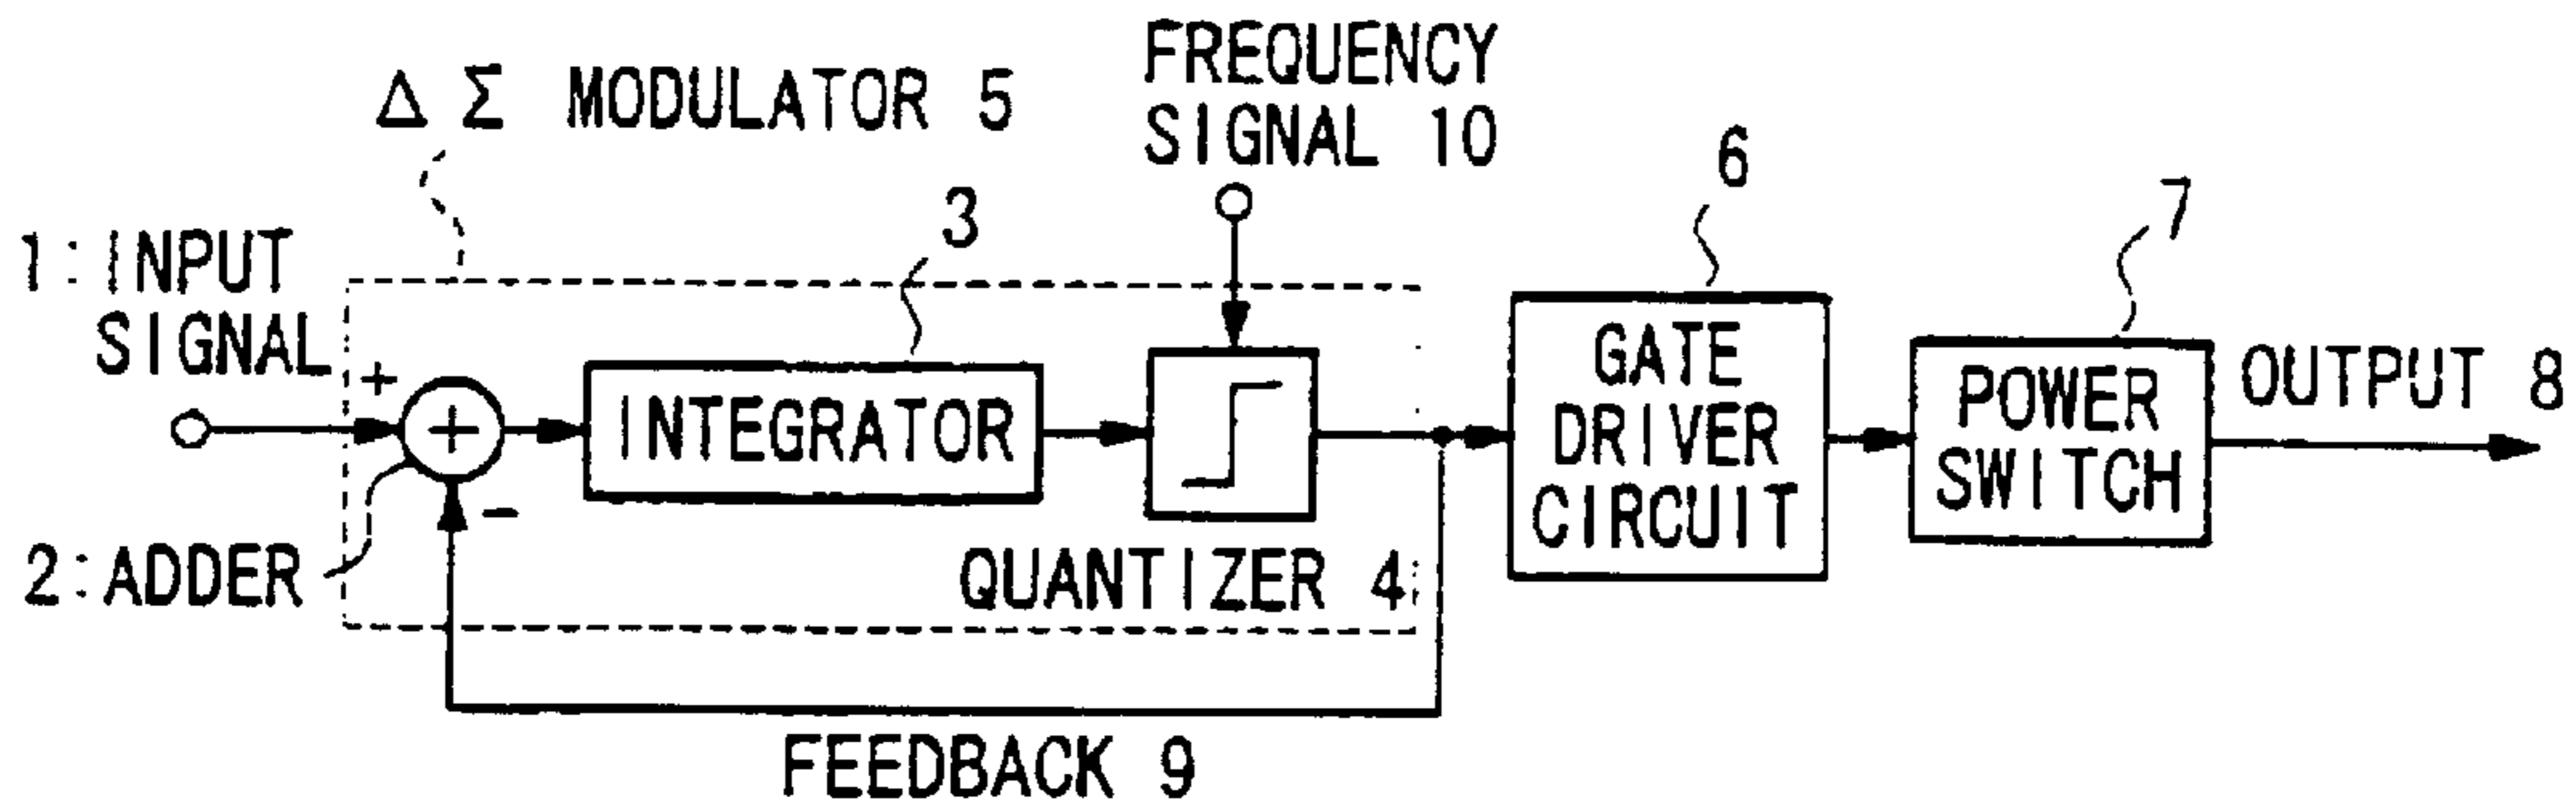 Δ Σ MODULATOR 5
FREQUENCY
SIGNAL 10
6
7
3
1:INPUT
SIGNAL
+
+
-
INTEGRATOR
GATE
DRIVER
CIRCUIT
POWER
SWITCH
OUTPUT 8
2:ADDER
QUANTIZER 4
FEEDBACK 9